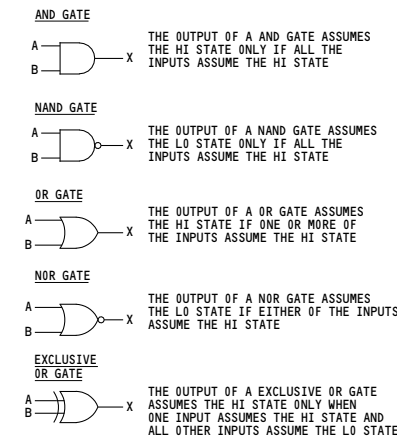 AND GATE
A
B
X
THE OUTPUT OF A AND GATE ASSUMES
THE HI STATE ONLY IF ALL THE
INPUTS ASSUME THE HI STATE
NAND GATE
A
B
X
THE OUTPUT OF A NAND GATE ASSUMES
THE LO STATE ONLY IF ALL THE
INPUTS ASSUME THE HI STATE
OR GATE
A
B
X
THE OUTPUT OF A OR GATE ASSUMES
THE HI STATE IF ONE OR MORE OF
THE INPUTS ASSUME THE HI STATE
NOR GATE
A
B
X
THE OUTPUT OF A NOR GATE ASSUMES
THE LO STATE IF EITHER OF THE INPUTS
ASSUME THE HI STATE
EXCLUSIVE
OR GATE
A
B
X
THE OUTPUT OF A EXCLUSIVE OR GATE
ASSUMES THE HI STATE ONLY WHEN
ONE INPUT ASSUMES THE HI STATE AND
ALL OTHER INPUTS ASSUME THE LO STATE